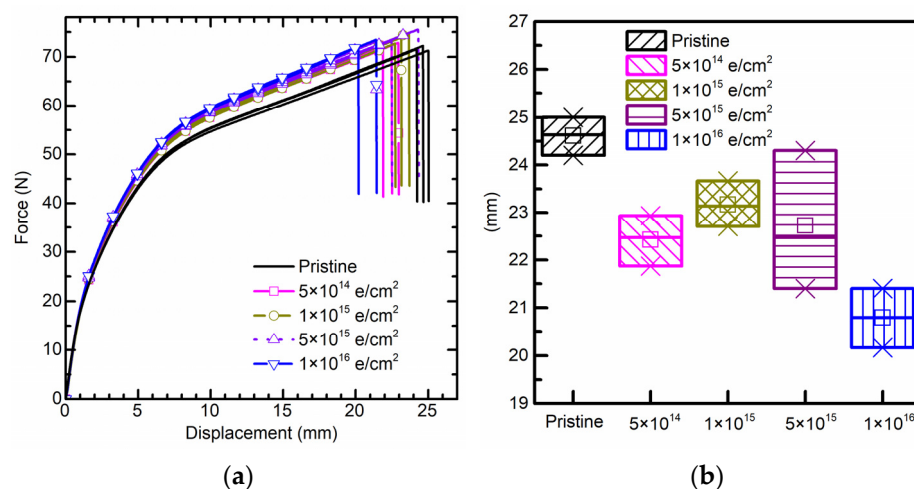 80
70
60
50
40
30
20
10
0
Force (N)
Pristine
5×10¹⁴ e/cm²
1×10¹⁵ e/cm²
5×10¹⁵ e/cm²
1×10¹⁶ e/cm²
0 5 10 15 20 25
Displacement (mm)
(a)
27
26
25
24
23
22
21
20
19
(mm)
Pristine
5×10¹⁴ e/cm²
1×10¹⁵ e/cm²
5×10¹⁵ e/cm²
1×10¹⁶ e/cm²
Pristine 5×10¹⁴ 1×10¹⁵ 5×10¹⁵ 1×10¹⁶
(b)